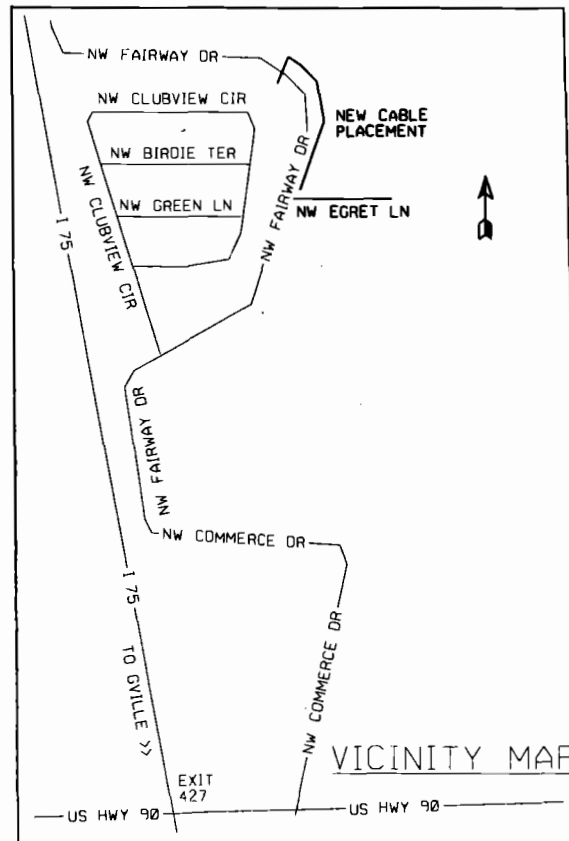 NW FAIRWAY DR
NW CLUBVIEW CIR
NEW CABLE
PLACEMENT
NW BIRDIE TER
NW FAIRWAY DR
NW CLUBVIEW CIR
NW GREEN LN
NW EGRET LN
I 75
NW FAIRWAY DR
NW COMMERCE DR
I 75
NW COMMERCE DR
TO GVILLE >>
VICINITY MAP
EXIT
427
US HWY 90
US HWY 90